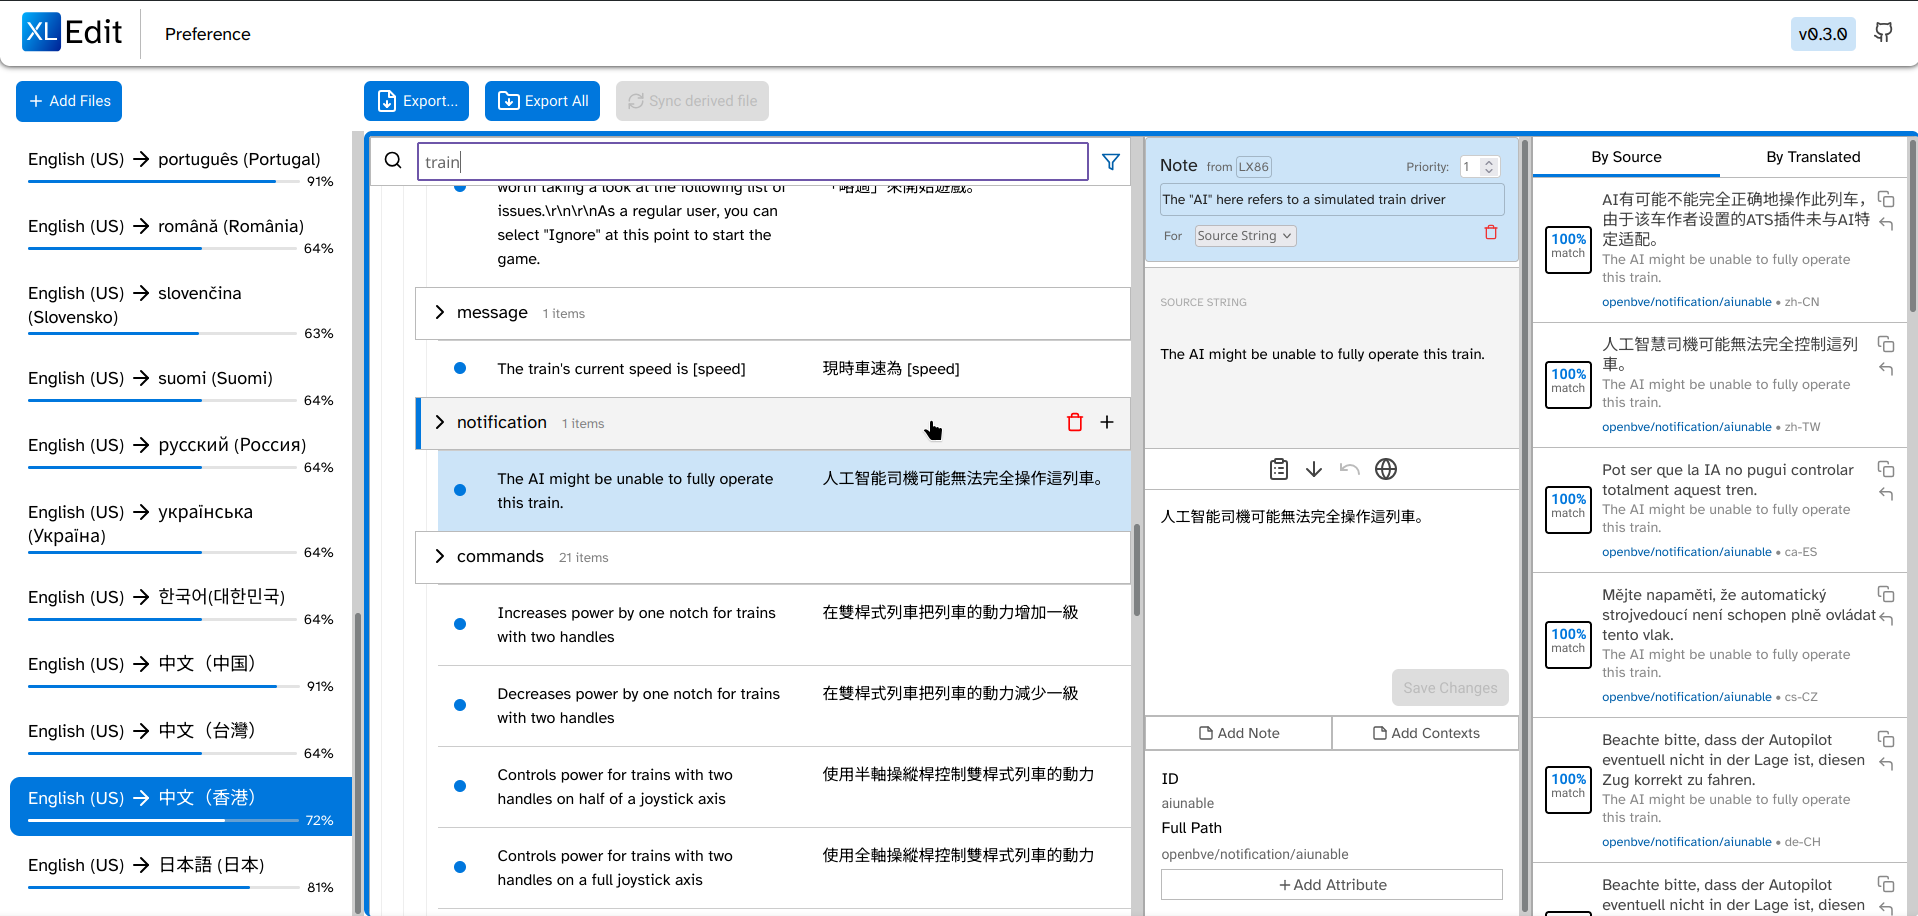 XL Edit
Preference
v0.3.0
Add Files
Export...
Export All
Sync derived file
English (US) → português (Portugal)
91%
English (US) → română (România)
64%
English (US) → slovenčina
(Slovensko)
63%
English (US) → suomi (Suomi)
64%
English (US) → русский (Россия)
64%
English (US) → українська
(Україна)
64%
English (US) → 한국어(대한민국)
64%
English (US) → 中文（中国）
91%
English (US) → 中文（台灣）
64%
English (US) → 中文（香港）
72%
English (US) → 日本語 (日本)
81%
train
worth taking a look at the following list of
issues.\r\n\r\nAs a regular user, you can
select "Ignore" at this point to start the
game.
「略過」來開始遊戲。
message 1 items
The train's current speed is [speed]
現時車速為 [speed]
notification 1 items
The AI might be unable to fully operate
this train.
人工智能司機可能無法完全操作這列車。
commands 21 items
Increases power by one notch for trains
with two handles
在雙桿式列車把列車的動力增加一級
Decreases power by one notch for trains
with two handles
在雙桿式列車把列車的動力減少一級
Controls power for trains with two
handles on half of a joystick axis
使用半軸操縱桿控制雙桿式列車的動力
Controls power for trains with two
handles on a full joystick axis
使用全軸操縱桿控制雙桿式列車的動力
Note from LX86
Priority: 1
The "AI" here refers to a simulated train driver
For Source String
SOURCE STRING
The AI might be unable to fully operate this train.
人工智能司機可能無法完全操作這列車。
Save Changes
Add Note
Add Contexts
ID
aiunable
Full Path
openbve/notification/aiunable
+ Add Attribute
By Source
By Translated
100%
match
AI有可能不能完全正确地操作此列车，
由于该车作者设置的ATS插件未与AI特
定适配。
The AI might be unable to fully operate
this train.
openbve/notification/aiunable • zh-CN
100%
match
人工智慧司機可能無法完全控制這列
車。
The AI might be unable to fully operate
this train.
openbve/notification/aiunable • zh-TW
100%
match
Pot ser que la IA no pugui controlar
totalment aquest tren.
The AI might be unable to fully operate
this train.
openbve/notification/aiunable • ca-ES
100%
match
Mějte napaměti, že automatický
strojvedoucí není schopen plně ovládat
tento vlak.
The AI might be unable to fully operate
this train.
openbve/notification/aiunable • cs-CZ
100%
match
Beachte bitte, dass der Autopilot
eventuell nicht in der Lage ist, diesen
Zug korrekt zu fahren.
The AI might be unable to fully operate
this train.
openbve/notification/aiunable • de-CH
Beachte bitte, dass der Autopilot
eventuell nicht in der Lage ist, diesen